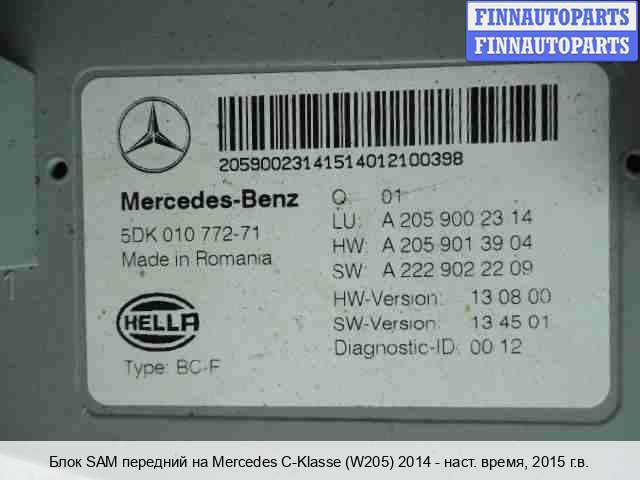 FINNAUTOPARTS
FINNAUTOPARTS
20590023141514012100398
Mercedes-Benz
5DK 010 772-71
Made in Romania
Q 01
LU: A 205 900 23 14
HW: A 205 901 39 04
SW: A 222 902 22 09
HW-Version: 13 08 00
SW-Version: 13 45 01
Diagnostic-ID: 00 12
HELLA
Type: BC-F
1
Блок SAM передний на Mercedes C-Klasse (W205) 2014 - наст. время, 2015 г.в.